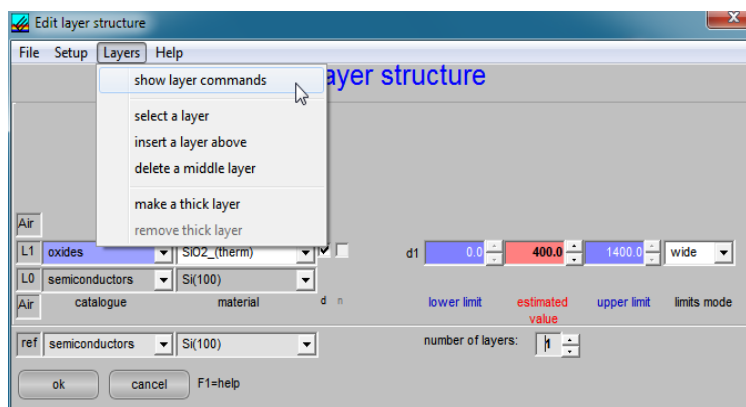 Edit layer structure
File Setup Layers Help
ayer structure
show layer commands
select a layer
insert a layer above
delete a middle layer
make a thick layer
remove thick layer
Air
L1 oxides SiO2_(therm) d1 0.0 400.0 1400.0 wide
L0 semiconductors Si(100)
Air catalogue material d n lower limit estimated value upper limit limits mode
ref semiconductors Si(100) number of layers: 1
ok cancel F1=help